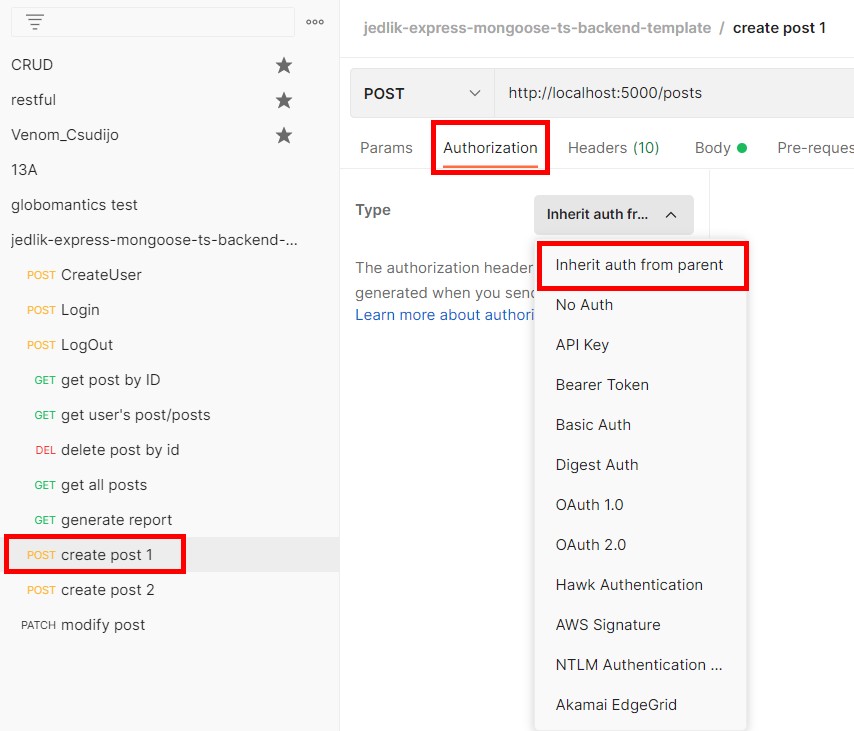 CRUD
restful
Venom_Csudijo
13A
globomantics test
jedlik-express-mongoose-ts-backend-...
POST CreateUser
POST Login
POST LogOut
GET get post by ID
GET get user's post/posts
DEL delete post by id
GET get all posts
GET generate report
POST create post 1
POST create post 2
PATCH modify post
jedlik-express-mongoose-ts-backend-template / create post 1
POST http://localhost:5000/posts
Params Authorization Headers (10) Body Pre-reques
Type Inherit auth fr...
The authorization header
generated when you send
Learn more about authori
Inherit auth from parent
No Auth
API Key
Bearer Token
Basic Auth
Digest Auth
OAuth 1.0
OAuth 2.0
Hawk Authentication
AWS Signature
NTLM Authentication ...
Akamai EdgeGrid